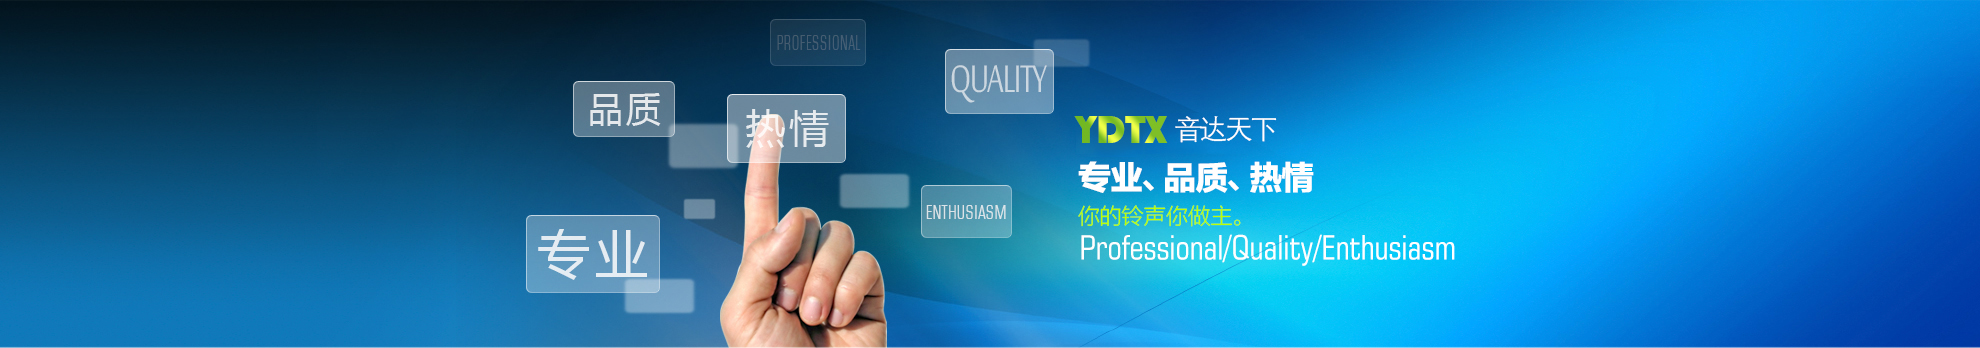 PROFESSIONAL
QUALITY
品质
热情
ENTHUSIASM
专业
YDTX 音达天下
专业、品质、热情
你的铃声你做主。
Professional/Quality/Enthusiasm